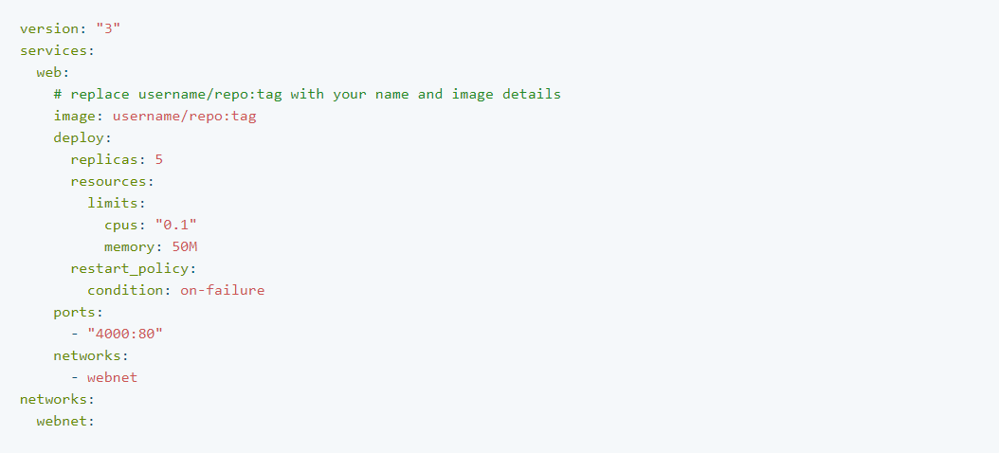 version: "3"
services:
  web:
    # replace username/repo:tag with your name and image details
    image: username/repo:tag
    deploy:
      replicas: 5
      resources:
        limits:
          cpus: "0.1"
          memory: 50M
      restart_policy:
        condition: on-failure
    ports:
      - "4000:80"
    networks:
      - webnet
networks:
  webnet: